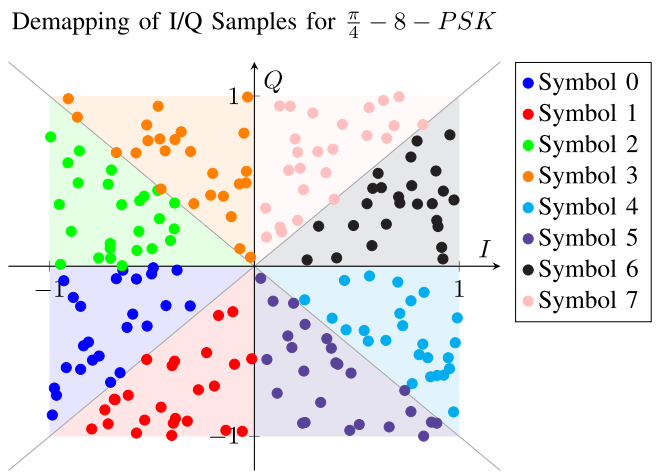 Demapping of I/Q Samples for π/4 − 8 − PSK
Q
I
1
−1
1
−1
Symbol 0
Symbol 1
Symbol 2
Symbol 3
Symbol 4
Symbol 5
Symbol 6
Symbol 7